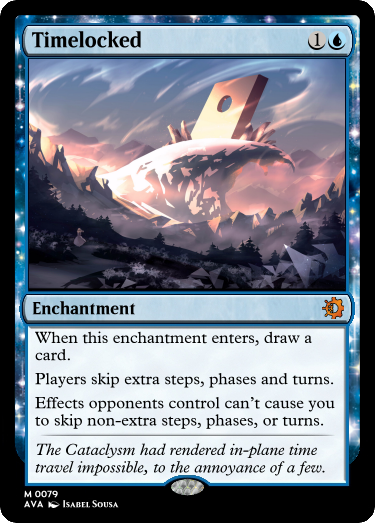 Timelocked 1
Enchantment
When this enchantment enters, draw a
card.
Players skip extra steps, phases and turns.
Effects opponents control can't cause you
to skip non-extra steps, phases, or turns.
The Cataclysm had rendered in-plane time
travel impossible, to the annoyance of a few.
M 0079
AVA Isabel Sousa